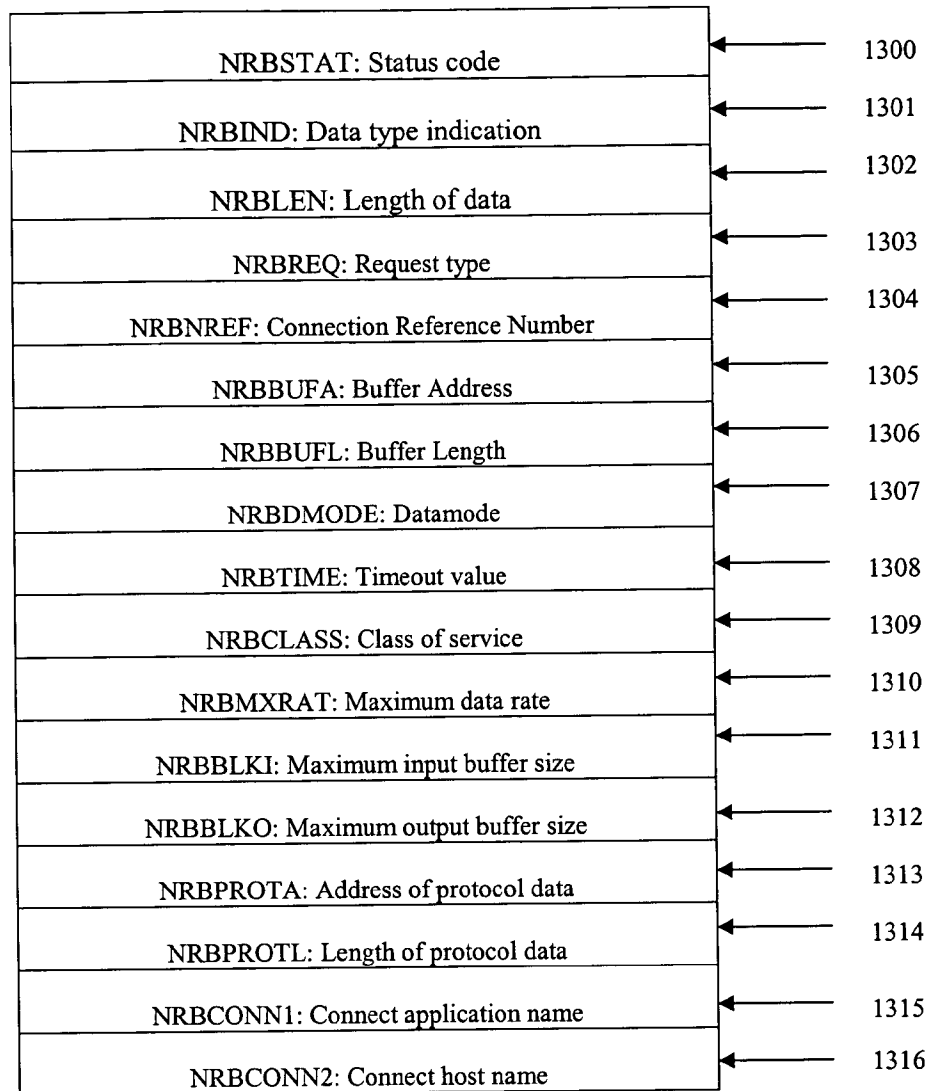 NRBSTAT: Status code 1300
NRBIND: Data type indication 1301
NRBLEN: Length of data 1302
NRBREQ: Request type 1303
NRBNREF: Connection Reference Number 1304
NRBBUFA: Buffer Address 1305
NRBBUFL: Buffer Length 1306
NRBDMODE: Datamode 1307
NRBTIME: Timeout value 1308
NRBCLASS: Class of service 1309
NRBMXRAT: Maximum data rate 1310
NRBBLKI: Maximum input buffer size 1311
NRBBLKO: Maximum output buffer size 1312
NRBPROTA: Address of protocol data 1313
NRBPROTL: Length of protocol data 1314
NRBCONN1: Connect application name 1315
NRBCONN2: Connect host name 1316